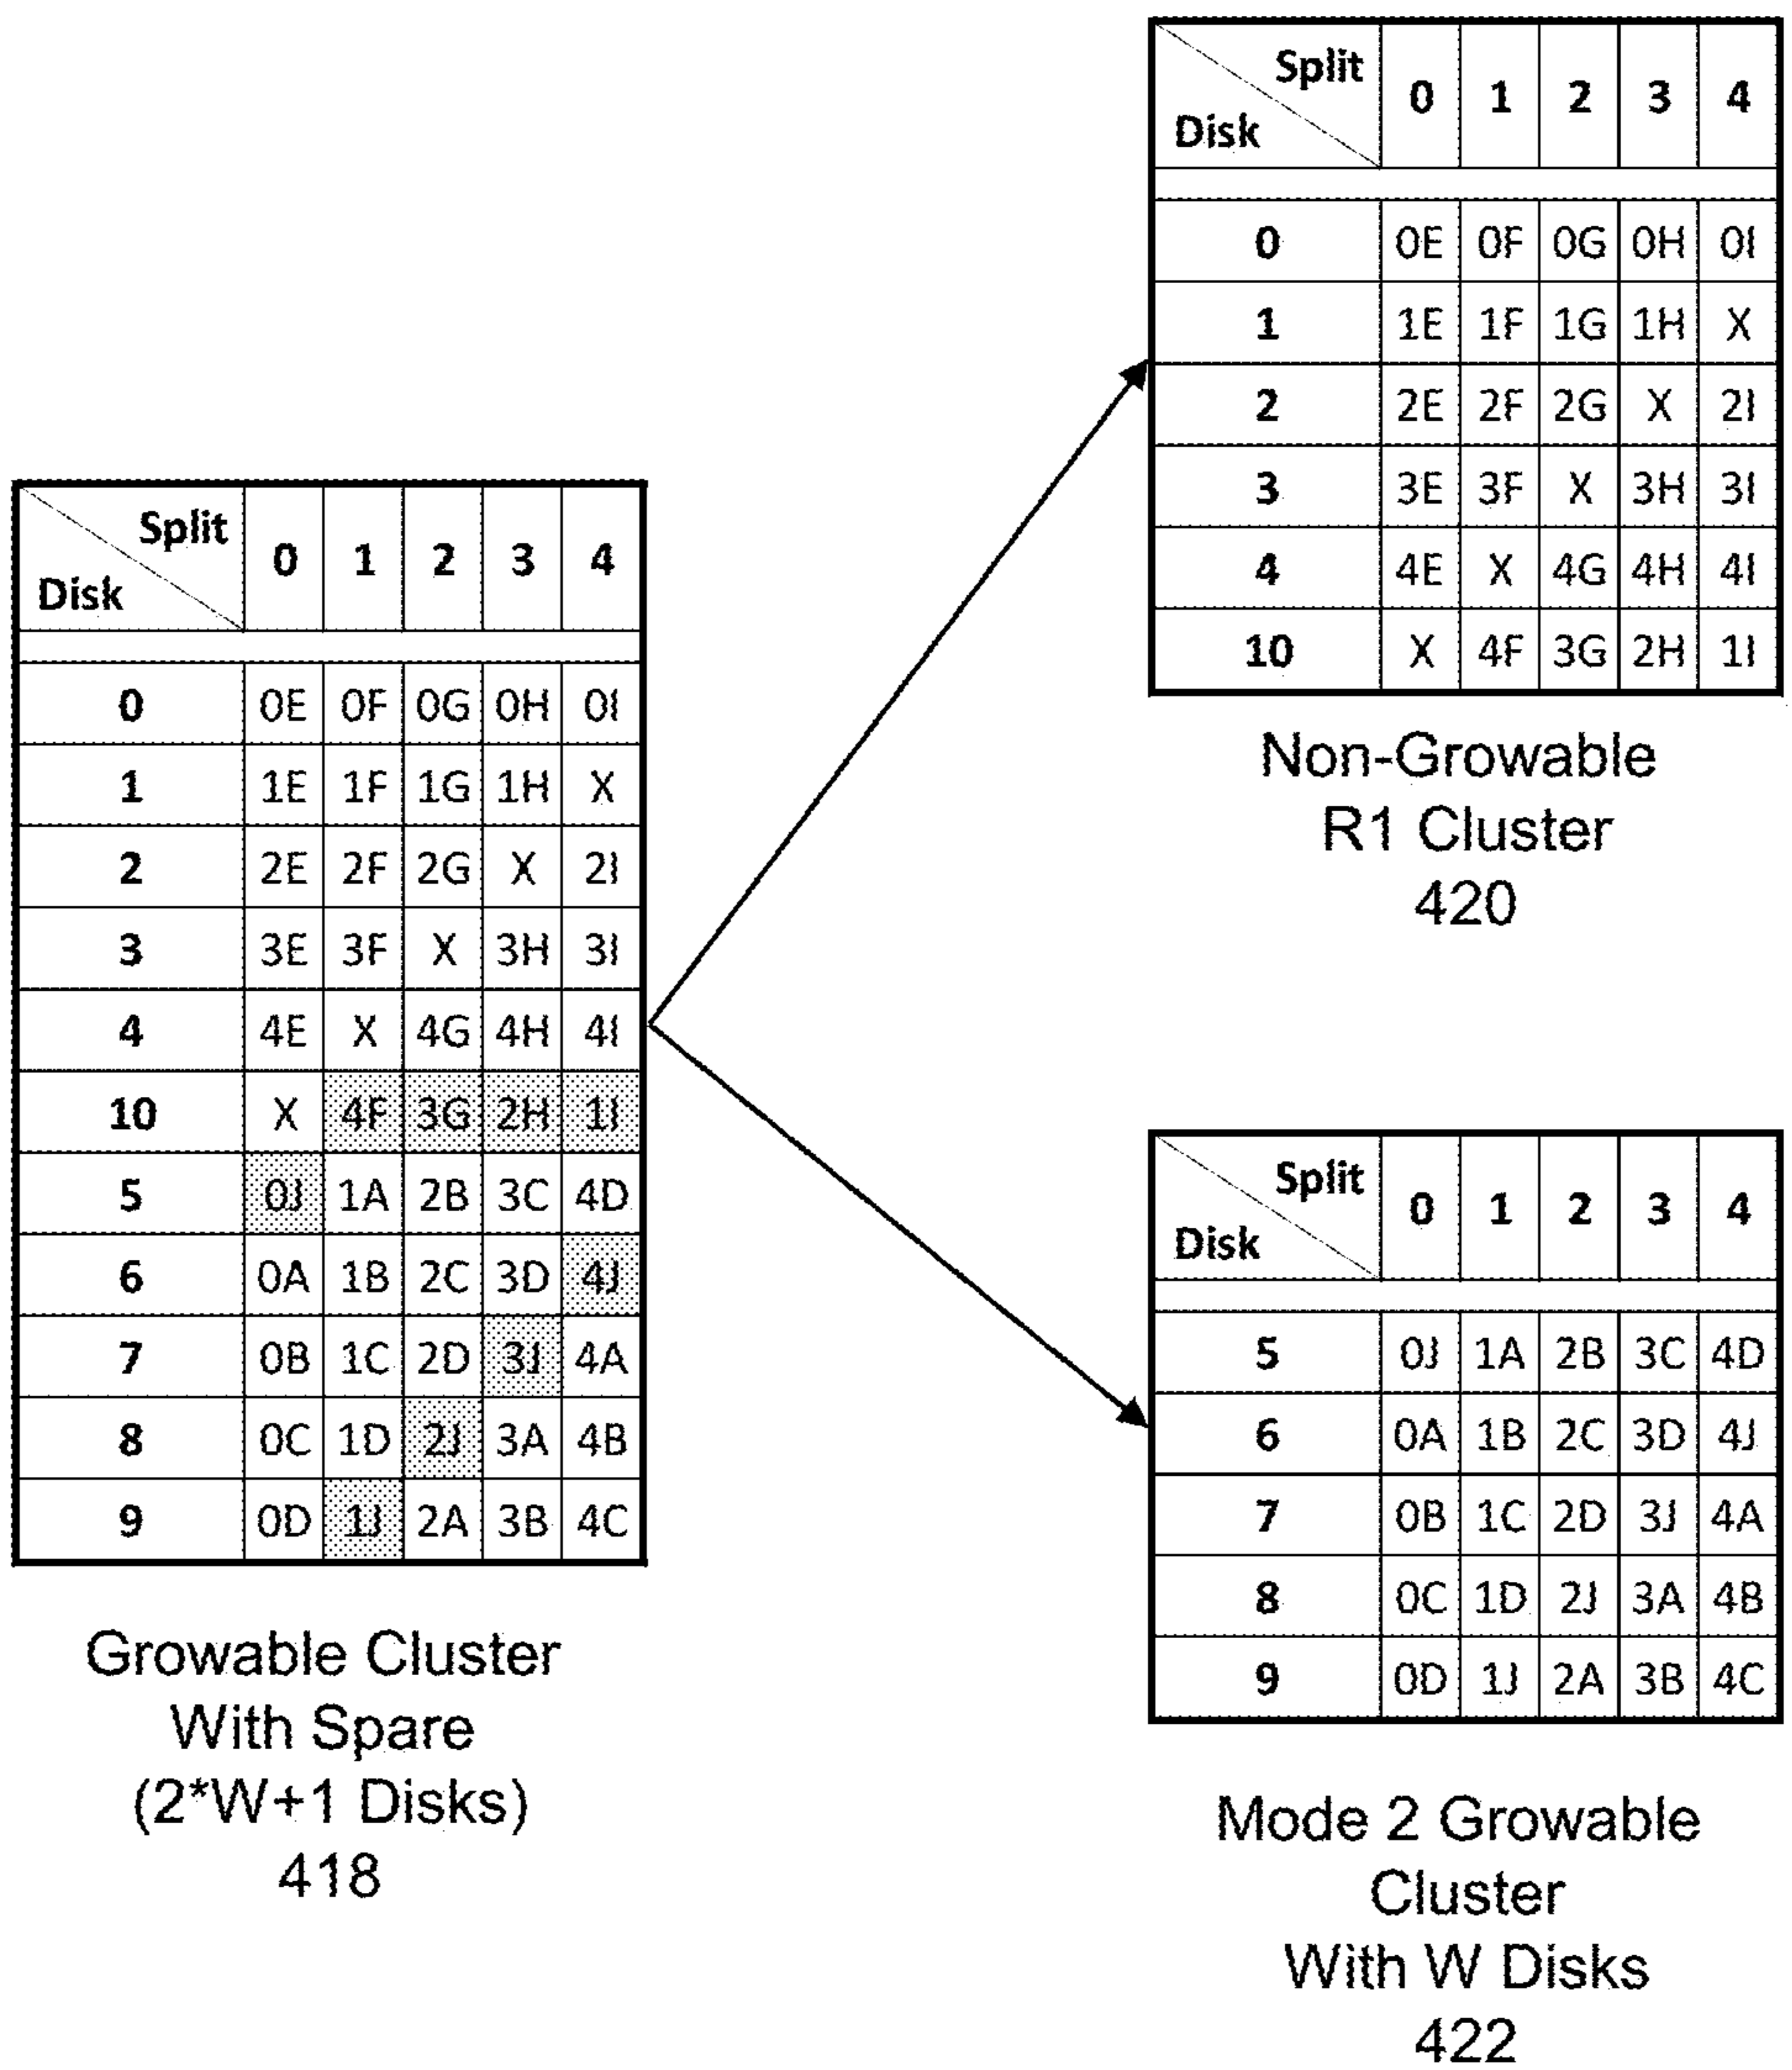 Split
Disk 0 1 2 3 4
0 0E 0F 0G 0H 0I
1 1E 1F 1G 1H X
2 2E 2F 2G X 2I
3 3E 3F X 3H 3I
4 4E X 4G 4H 4I
10 X 4F 3G 2H 1I
Non-Growable
R1 Cluster
420
Split
Disk 0 1 2 3 4
0 0E 0F 0G 0H 0I
1 1E 1F 1G 1H X
2 2E 2F 2G X 2I
3 3E 3F X 3H 3I
4 4E X 4G 4H 4I
10 X 4F 3G 2H 1I
5 0J 1A 2B 3C 4D
6 0A 1B 2C 3D 4J
7 0B 1C 2D 3J 4A
8 0C 1D 2J 3A 4B
9 0D 1J 2A 3B 4C
Growable Cluster
With Spare
(2*W+1 Disks)
418
Split
Disk 0 1 2 3 4
5 0J 1A 2B 3C 4D
6 0A 1B 2C 3D 4J
7 0B 1C 2D 3J 4A
8 0C 1D 2J 3A 4B
9 0D 1J 2A 3B 4C
Mode 2 Growable
Cluster
With W Disks
422